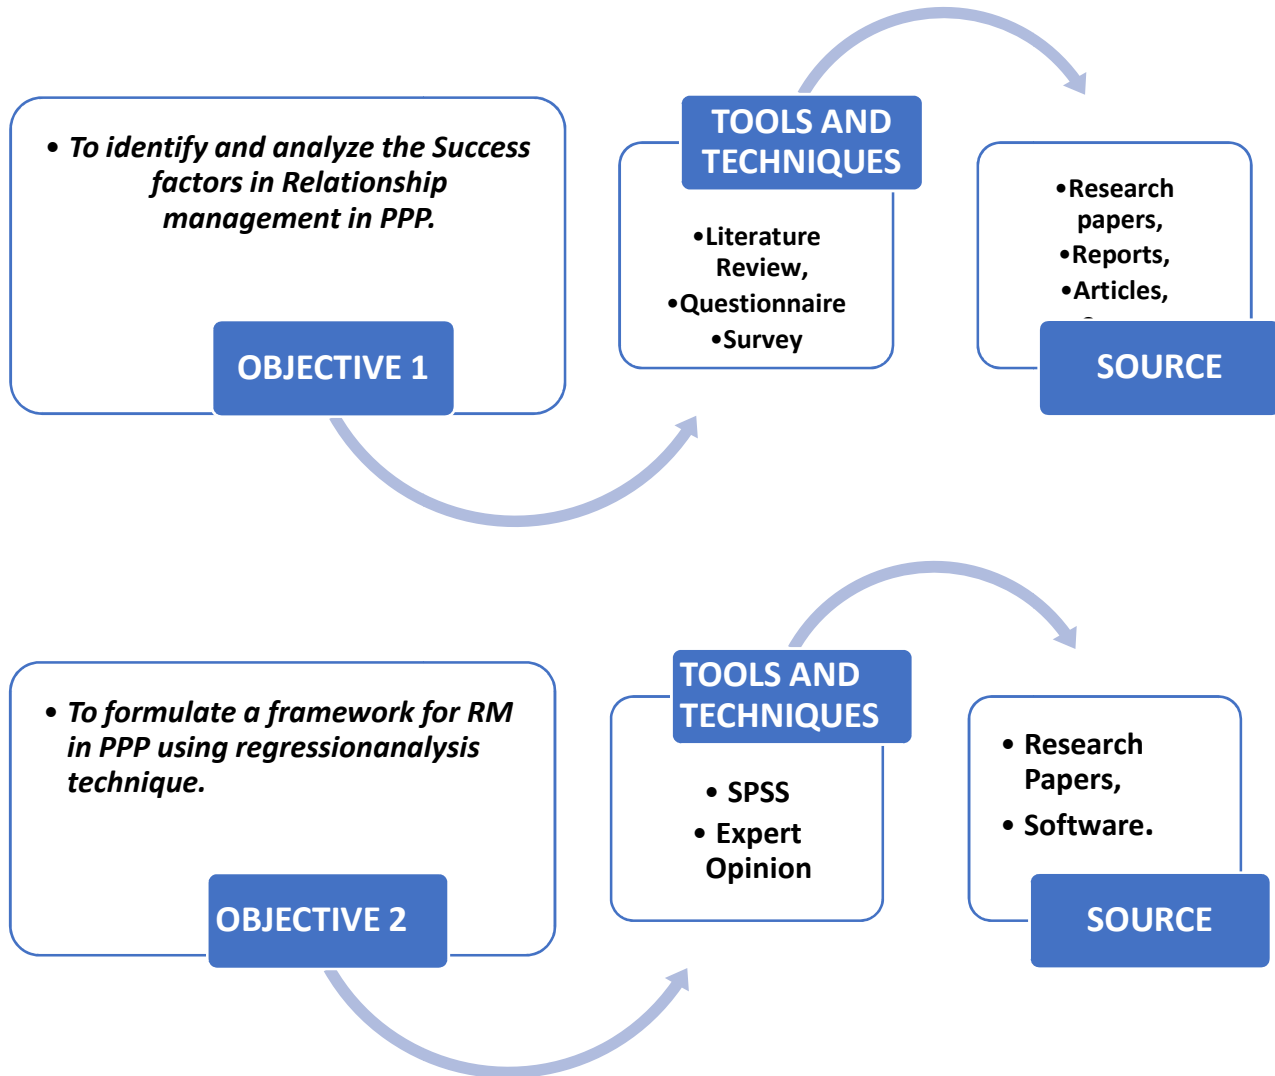 • To identify and analyze the Success
factors in Relationship
management in PPP.
OBJECTIVE 1
TOOLS AND
TECHNIQUES
•Literature
Review,
•Questionnaire
•Survey
•Research
papers,
•Reports,
•Articles,
SOURCE
• To formulate a framework for RM
in PPP using regressionanalysis
technique.
OBJECTIVE 2
TOOLS AND
TECHNIQUES
• SPSS
• Expert
Opinion
• Research
Papers,
• Software.
SOURCE